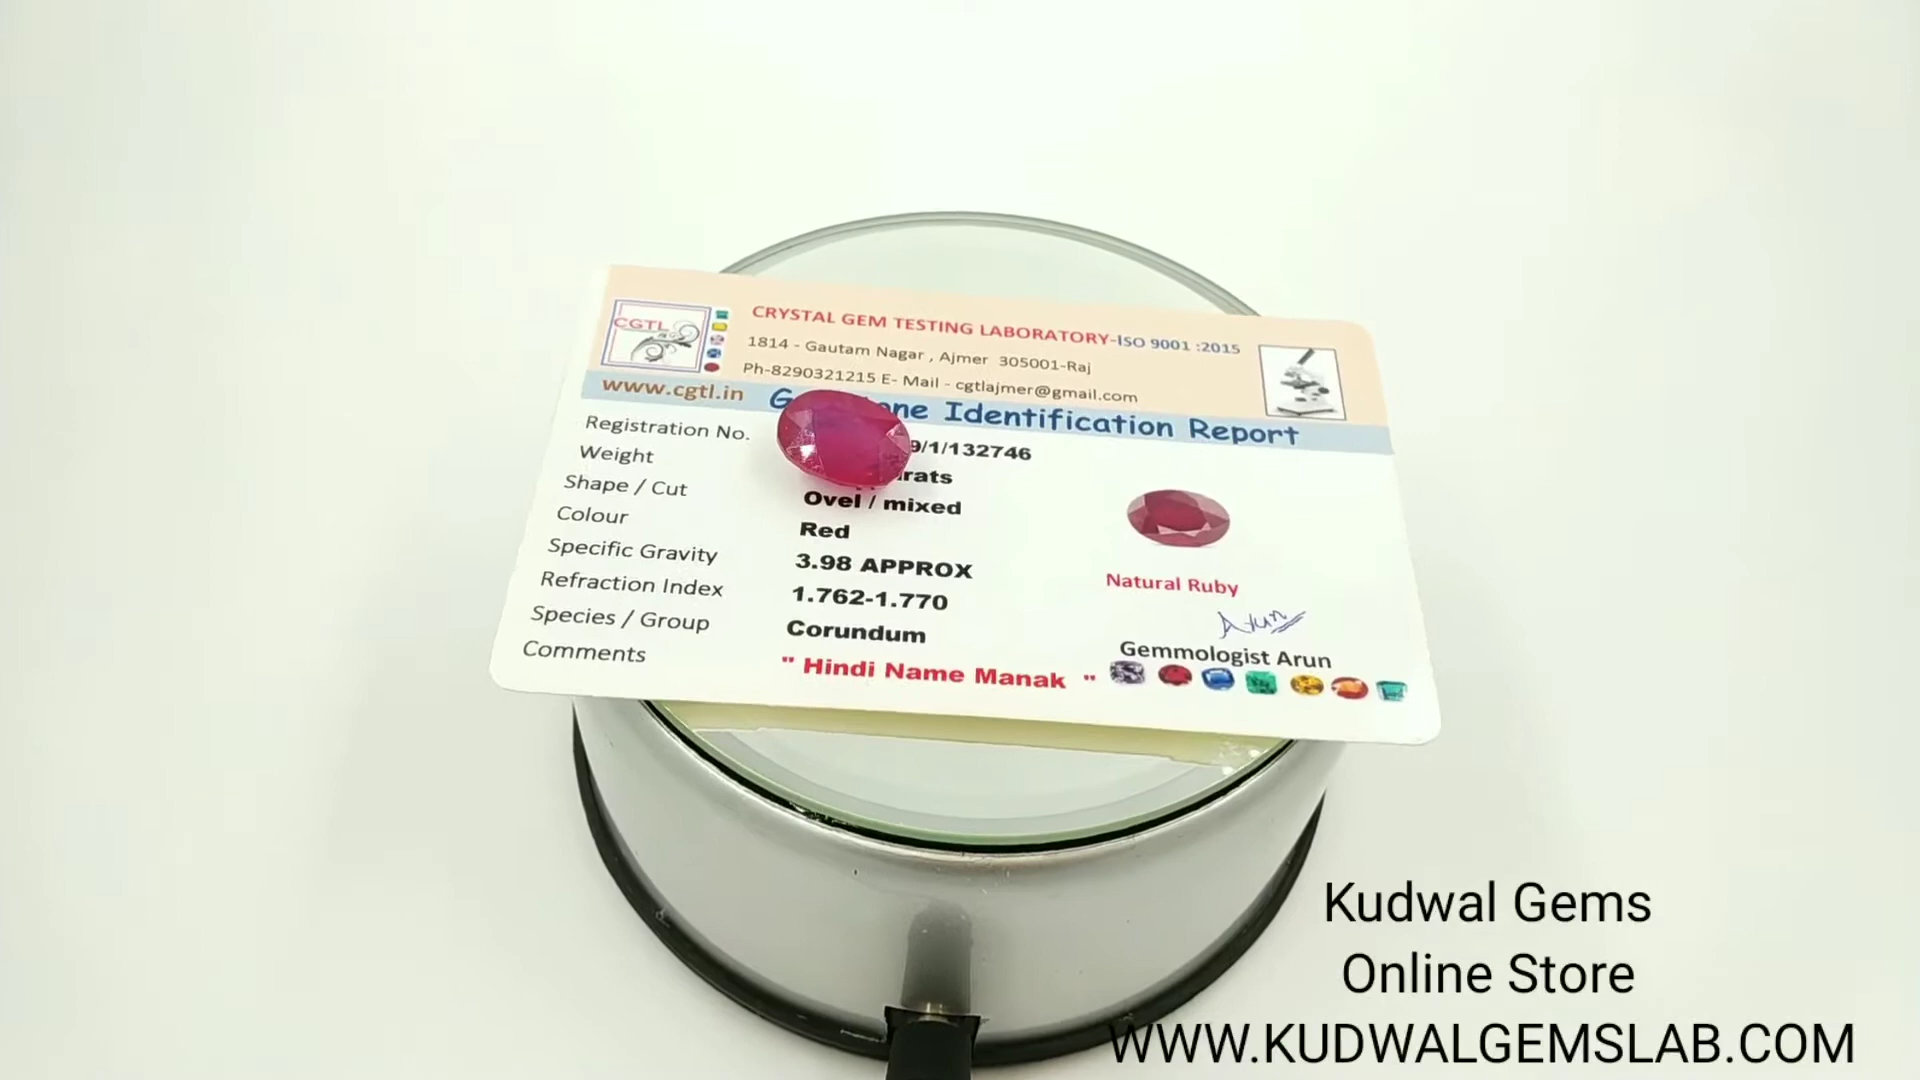 CGTL
CRYSTAL GEM TESTING LABORATORY-ISO 9001 :2015
1814 - Gautam Nagar , Ajmer 305001-Raj
Ph-8290321215 E- Mail - cgtlajmer@gmail.com
www.cgtl.in
Identification Report
Registration No. 9/1/132746
Weight
Shape / Cut Ovel / mixed
Colour Red
Specific Gravity 3.98 APPROX
Refraction Index 1.762-1.770
Species / Group Corundum
Comments " Hindi Name Manak "
Natural Ruby
Arun
Gemmologist Arun
Kudwal Gems
Online Store
WWW.KUDWALGEMSLAB.COM